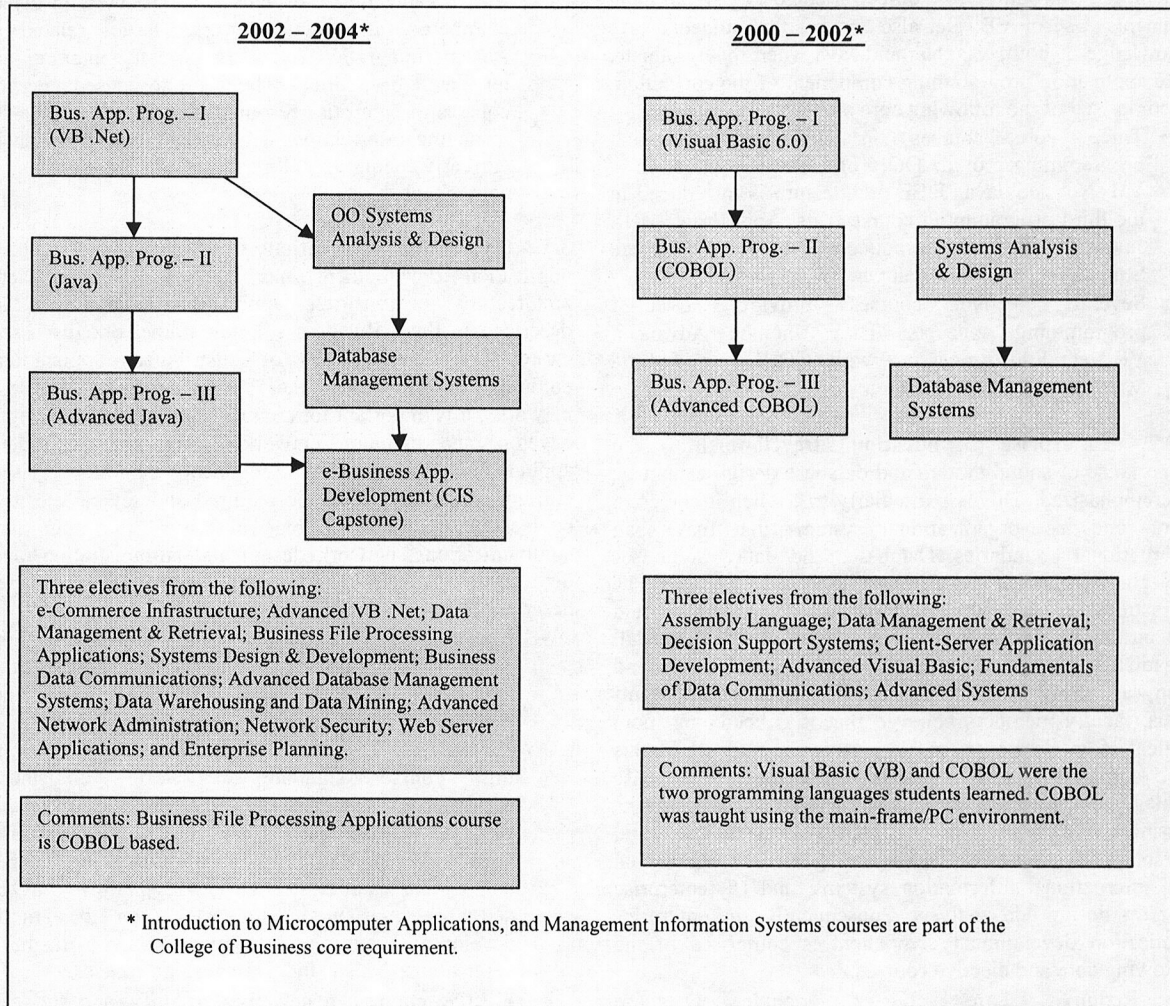 2002 – 2004*
Bus. App. Prog. – I
(VB .Net)
OO Systems
Analysis & Design
Bus. App. Prog. – II
(Java)
Database
Management Systems
Bus. App. Prog. – III
(Advanced Java)
e-Business App.
Development (CIS
Capstone)
Three electives from the following:
e-Commerce Infrastructure; Advanced VB .Net; Data
Management & Retrieval; Business File Processing
Applications; Systems Design & Development; Business
Data Communications; Advanced Database Management
Systems; Data Warehousing and Data Mining; Advanced
Network Administration; Network Security; Web Server
Applications; and Enterprise Planning.
Comments: Business File Processing Applications course
is COBOL based.
2000 – 2002*
Bus. App. Prog. – I
(Visual Basic 6.0)
Bus. App. Prog. – II
(COBOL)
Systems Analysis
& Design
Bus. App. Prog. – III
(Advanced COBOL)
Database Management
Systems
Three electives from the following:
Assembly Language; Data Management & Retrieval;
Decision Support Systems; Client-Server Application
Development; Advanced Visual Basic; Fundamentals
of Data Communications; Advanced Systems
Comments: Visual Basic (VB) and COBOL were the
two programming languages students learned. COBOL
was taught using the main-frame/PC environment.
* Introduction to Microcomputer Applications, and Management Information Systems courses are part of the
College of Business core requirement.